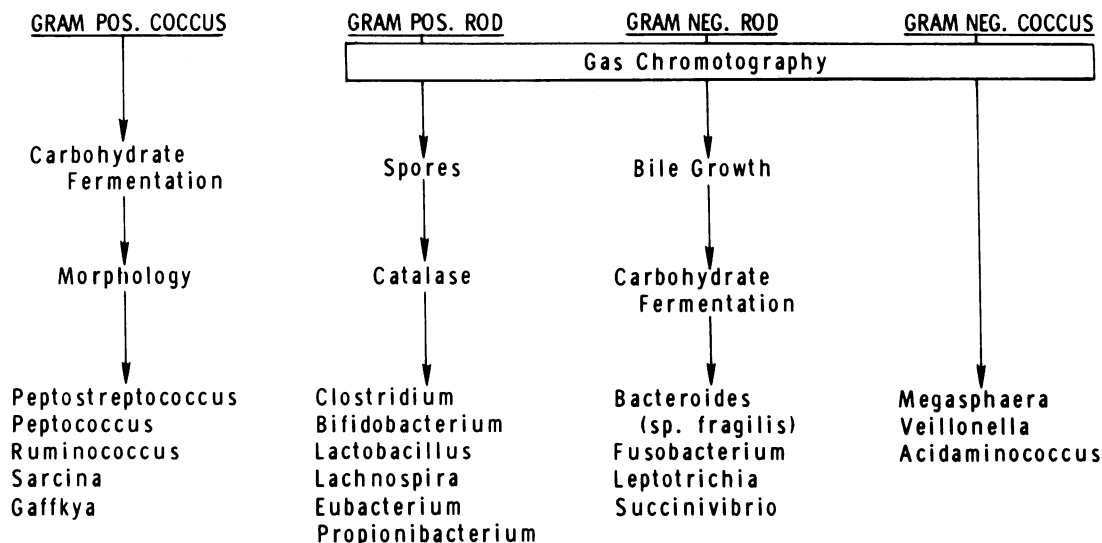 GRAM POS. COCCUS
GRAM POS. ROD
GRAM NEG. ROD
GRAM NEG. COCCUS
Gas Chromotography
Carbohydrate
Fermentation
Spores
Bile Growth
Morphology
Catalase
Carbohydrate
Fermentation
Peptostreptococcus
Peptococcus
Ruminococcus
Sarcina
Gaffkya
Clostridium
Bifidobacterium
Lactobacillus
Lachnospira
Eubacterium
Propionibacterium
Bacteroides
(sp. fragilis)
Fusobacterium
Leptotrichia
Succinivibrio
Megasphaera
Veillonella
Acidaminococcus